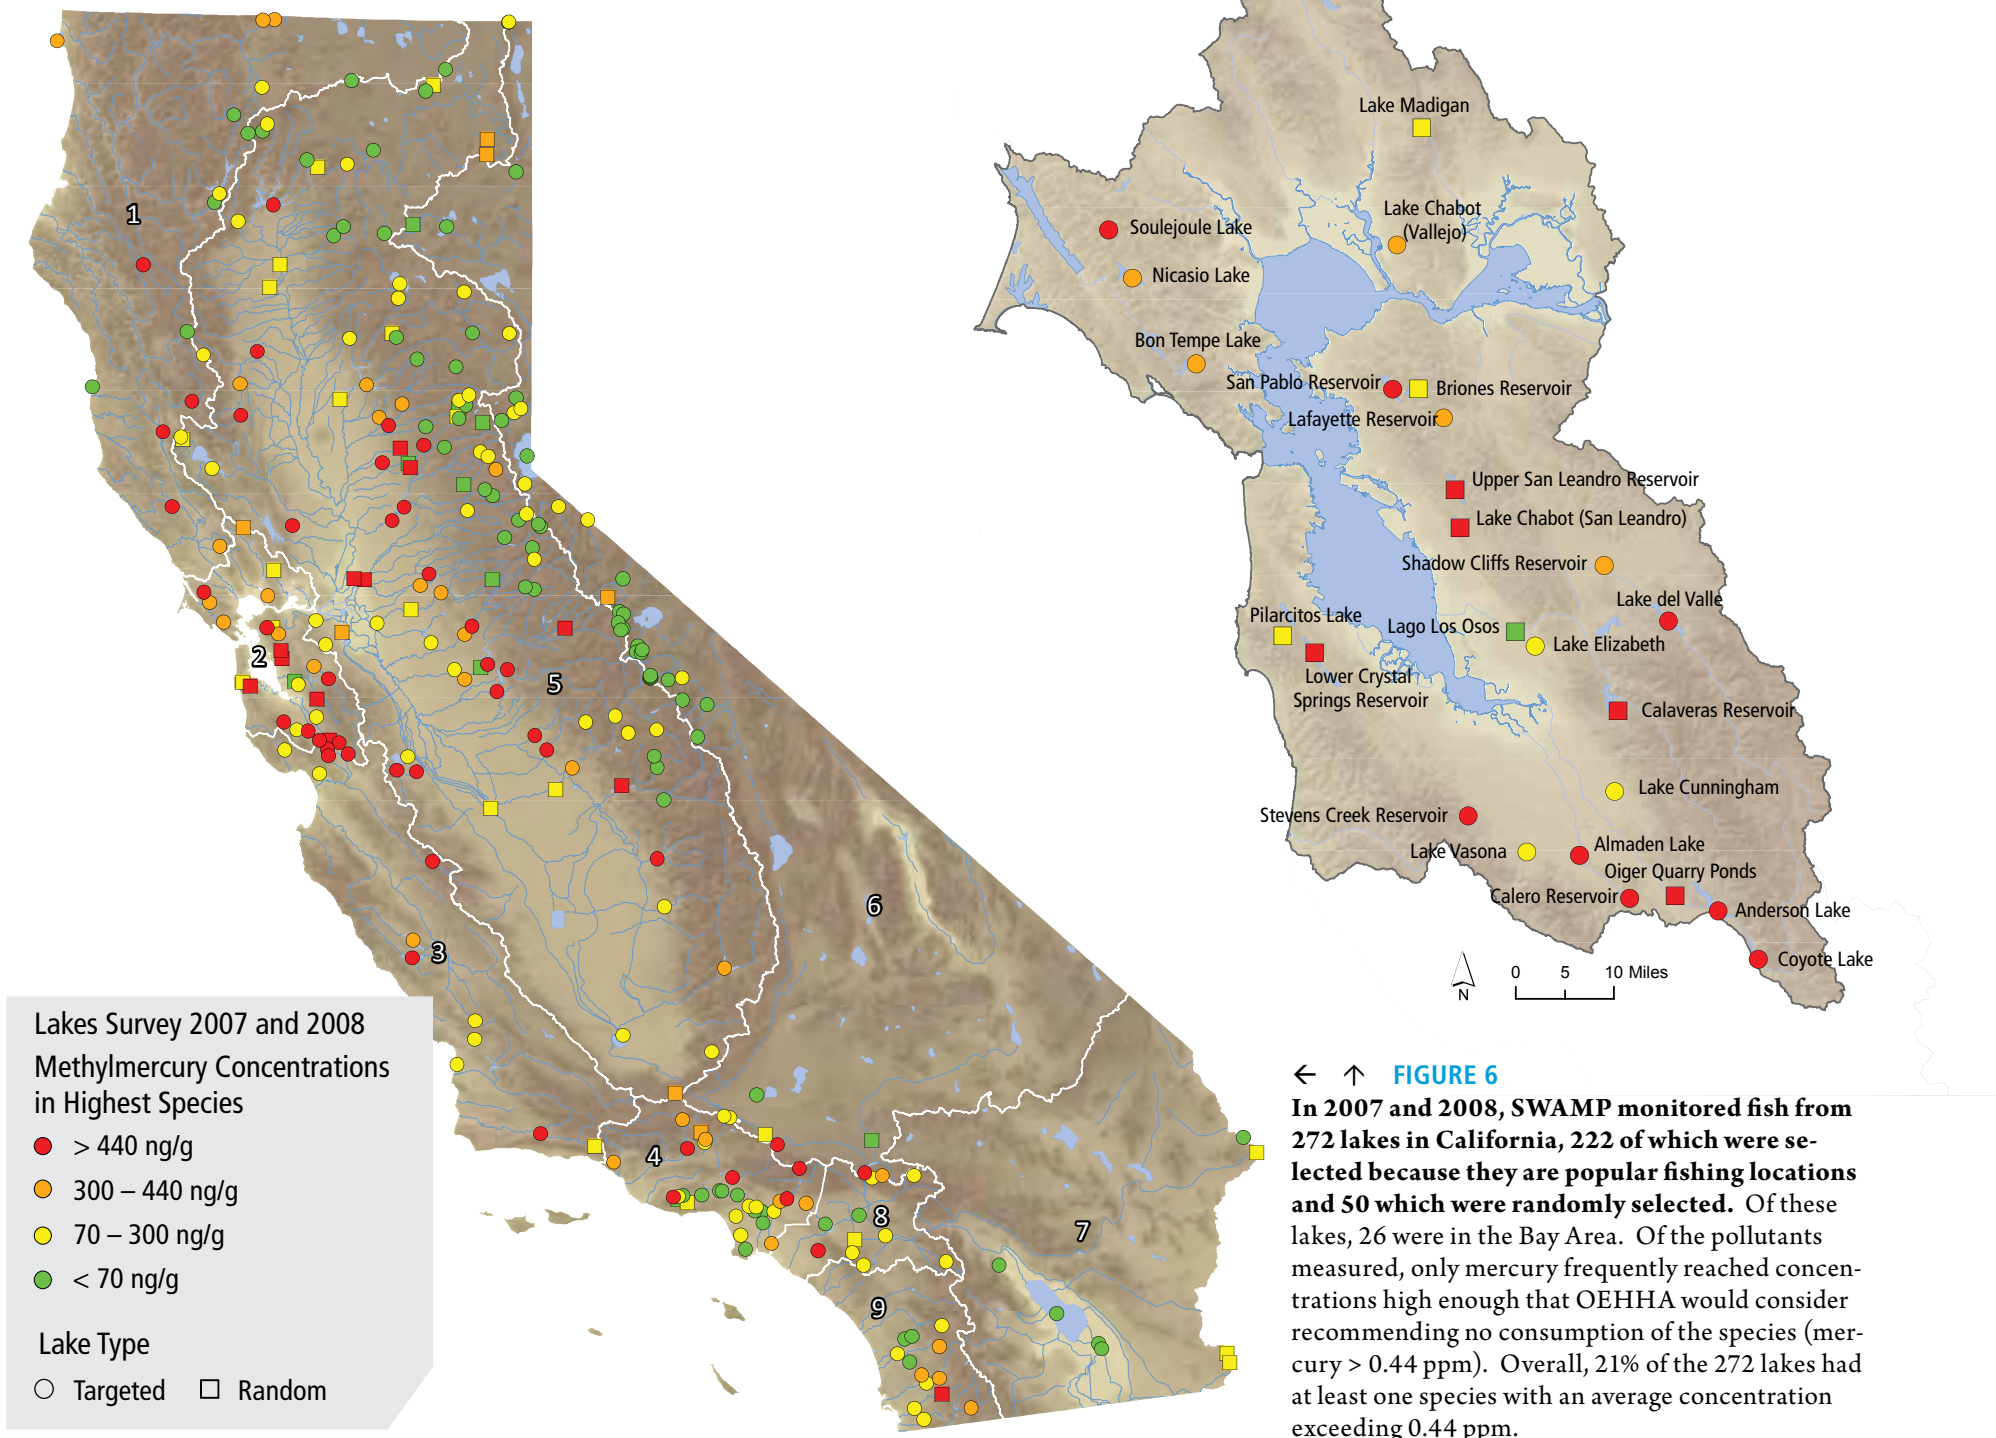 1
2
3
4
5
6
7
8
9
Lakes Survey 2007 and 2008
Methylmercury Concentrations
in Highest Species
> 440 ng/g
300 – 440 ng/g
70 – 300 ng/g
< 70 ng/g
Lake Type
Targeted
Random
Lake Madigan
Lake Chabot
(Vallejo)
Soulejoule Lake
Nicasio Lake
Bon Tempe Lake
San Pablo Reservoir
Briones Reservoir
Lafayette Reservoir
Upper San Leandro Reservoir
Lake Chabot (San Leandro)
Shadow Cliffs Reservoir
Lake del Valle
Pilarcitos Lake
Lago Los Osos
Lake Elizabeth
Lower Crystal
Springs Reservoir
Calaveras Reservoir
Lake Cunningham
Stevens Creek Reservoir
Lake Vasona
Almaden Lake
Oiger Quarry Ponds
Calero Reservoir
Anderson Lake
Coyote Lake
N
0 5 10 Miles
← ↑ FIGURE 6
In 2007 and 2008, SWAMP monitored fish from
272 lakes in California, 222 of which were se-
lected because they are popular fishing locations
and 50 which were randomly selected. Of these
lakes, 26 were in the Bay Area. Of the pollutants
measured, only mercury frequently reached concen-
trations high enough that OEHHA would consider
recommending no consumption of the species (mer-
cury > 0.44 ppm). Overall, 21% of the 272 lakes had
at least one species with an average concentration
exceeding 0.44 ppm.